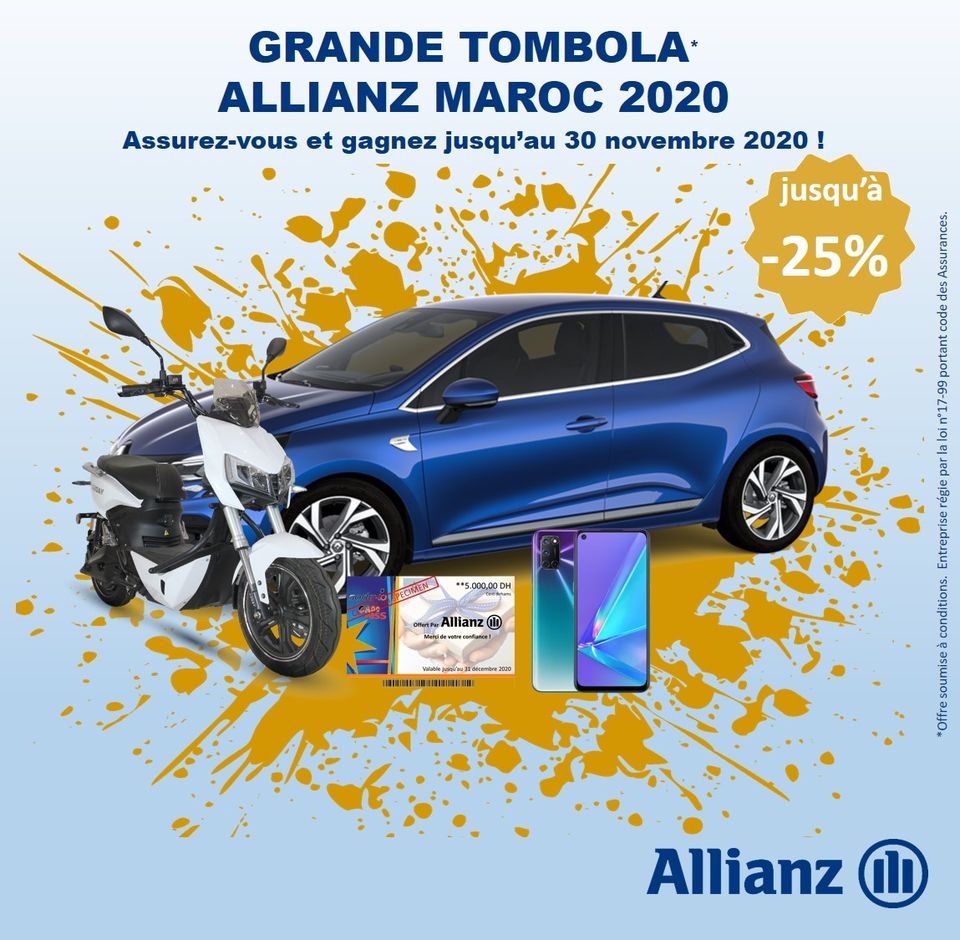 GRANDE TOMBOLA*
ALLIANZ MAROC 2020
Assurez-vous et gagnez jusqu'au 30 novembre 2020 !
jusqu'à
-25%
*Offre soumise à conditions. Entreprise régie par la loi n°17-99 portant code des Assurances.
SPECIMEN
**5.000,00 DH
Offert Par Allianz
Merci de votre confiance !
Valable jusqu'au 31 décembre 2020
Allianz